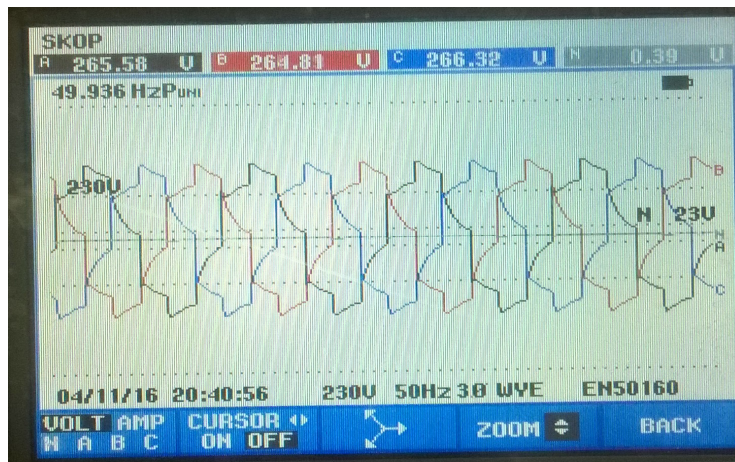 SKOP
A 265.58 V B 264.81 V C 266.32 V N 0.39 V
49.936 HzPUNI
230V
B
N 23V
N
A
C
04/11/16 20:40:56 230V 50Hz 3Ø WYE EN50160
VOLT AMP CURSOR ZOOM BACK
N A B C ON OFF